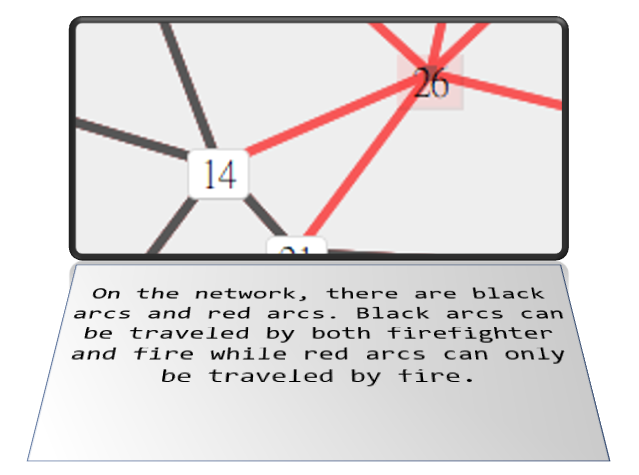 26
14
On the network, there are black
arcs and red arcs. Black arcs can
be traveled by both firefighter
and fire while red arcs can only
be traveled by fire.